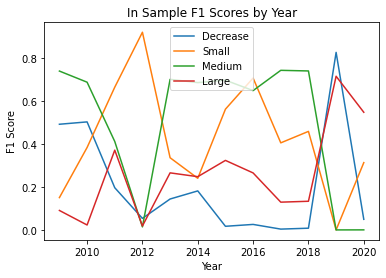 In Sample F1 Scores by Year
Decrease
Small
Medium
Large
F1 Score
0.8
0.6
0.4
0.2
0.0
2010
2012
2014
2016
2018
2020
Year